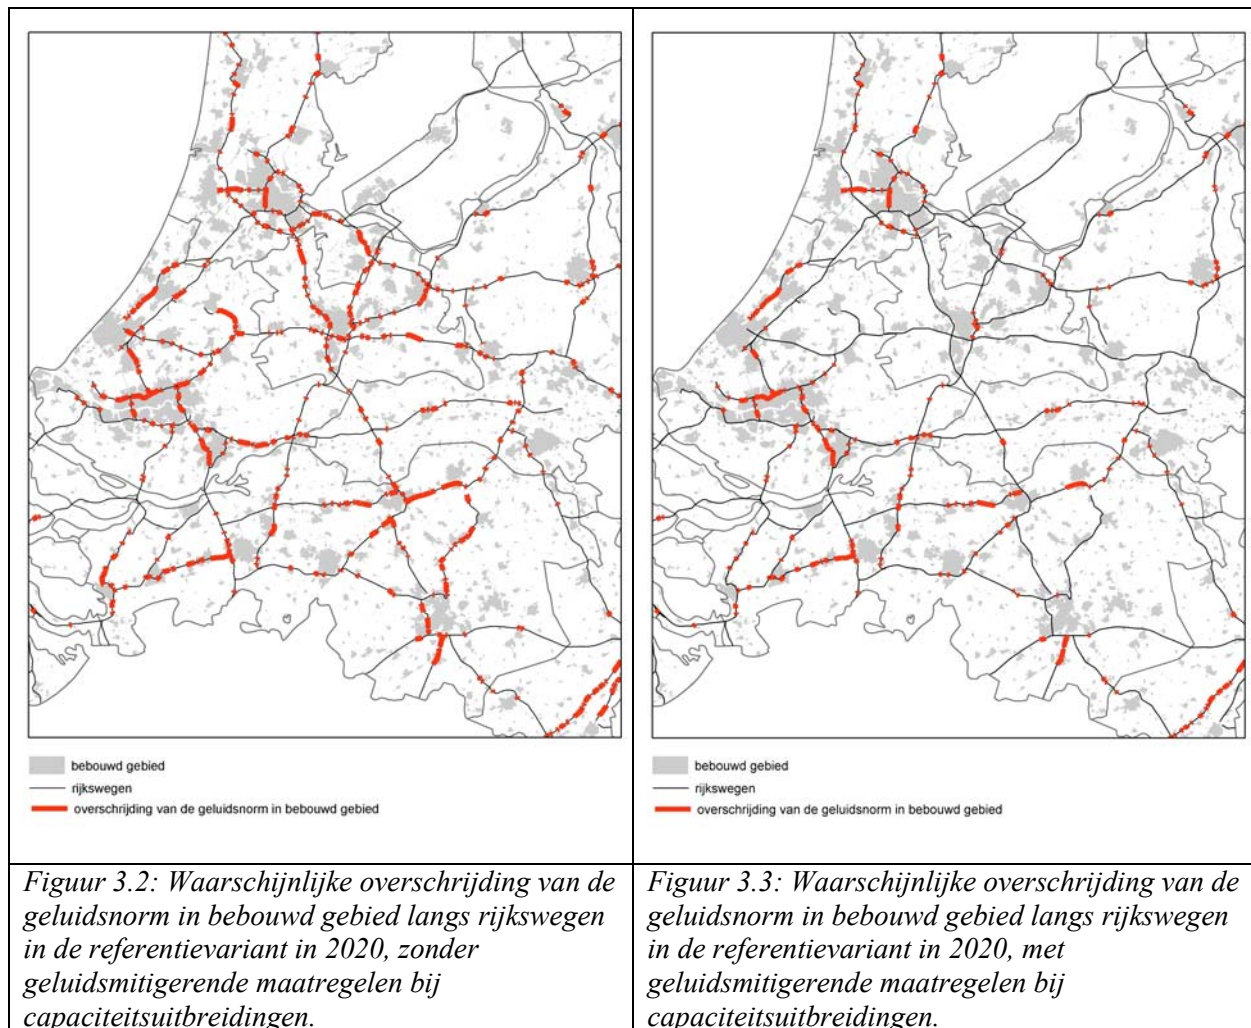 bebouwd gebied
rijkswegen
overschrijding van de geluidsnorm in bebouwd gebied
Figuur 3.2: Waarschijnlijke overschrijding van de
geluidsnorm in bebouwd gebied langs rijkswegen
in de referentievariant in 2020, zonder
geluidsmitigerende maatregelen bij
capaciteitsuitbreidingen.
bebouwd gebied
rijkswegen
overschrijding van de geluidsnorm in bebouwd gebied
Figuur 3.3: Waarschijnlijke overschrijding van de
geluidsnorm in bebouwd gebied langs rijkswegen
in de referentievariant in 2020, met
geluidsmitigerende maatregelen bij
capaciteitsuitbreidingen.